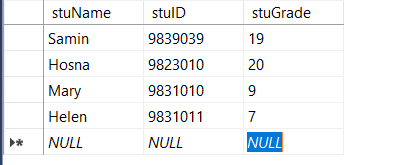 stuName stuID stuGrade
Samin 9839039 19
Hosna 9823010 20
Mary 9831010 9
Helen 9831011 7
NULL NULL NULL